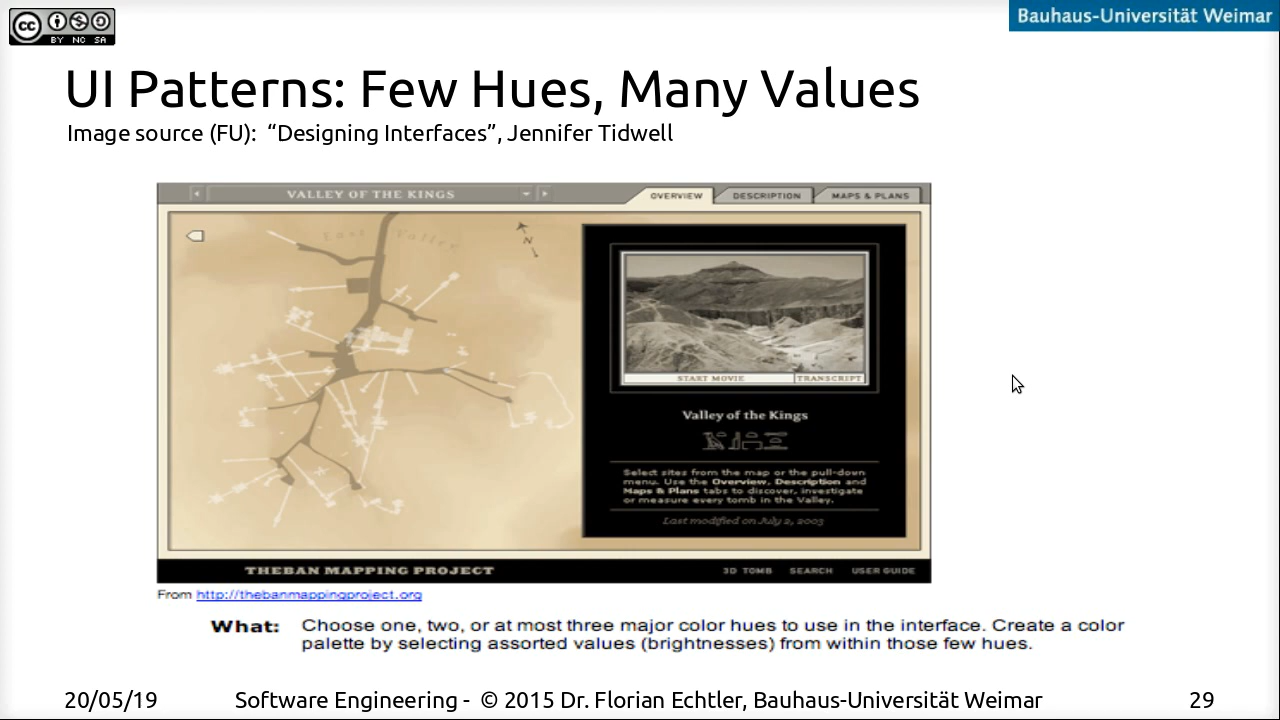 BY NC SA
Bauhaus-Universität Weimar
UI Patterns: Few Hues, Many Values
Image source (FU): “Designing Interfaces”, Jennifer Tidwell
VALLEY OF THE KINGS
OVERVIEW
DESCRIPTION
MAPS & PLANS
East Valley
N
START MOVIE
TRANSCRIPT
Valley of the Kings
Select sites from the map or the pull-down
menu. Use the Overview, Description and
Maps & Plans tabs to discover, investigate
or measure every tomb in the Valley.
Last modified on July 2, 2003
THEBAN MAPPING PROJECT
3D TOMB
SEARCH
USER GUIDE
From http://thebanmappingproject.org
What: Choose one, two, or at most three major color hues to use in the interface. Create a color
palette by selecting assorted values (brightnesses) from within those few hues.
20/05/19
Software Engineering - © 2015 Dr. Florian Echtler, Bauhaus-Universität Weimar
29